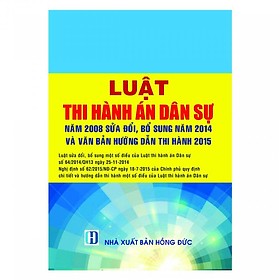 LUẬT
THI HÀNH ÁN DÂN SỰ
NĂM 2008 SỬA ĐỔI, BỔ SUNG NĂM 2014
VÀ VĂN BẢN HƯỚNG DẪN THI HÀNH 2015
Luật sửa đổi, bổ sung một số điều của Luật thi hành án Dân sự
số 64/2014/QH13 ngày 25-11-2014
Nghị định số 62/2015/NĐ-CP ngày 18-7-2015 của Chính phủ quy định
chi tiết và hướng dẫn thi hành một số điều của Luật thi hành án Dân sự
NHÀ XUẤT BẢN HỒNG ĐỨC